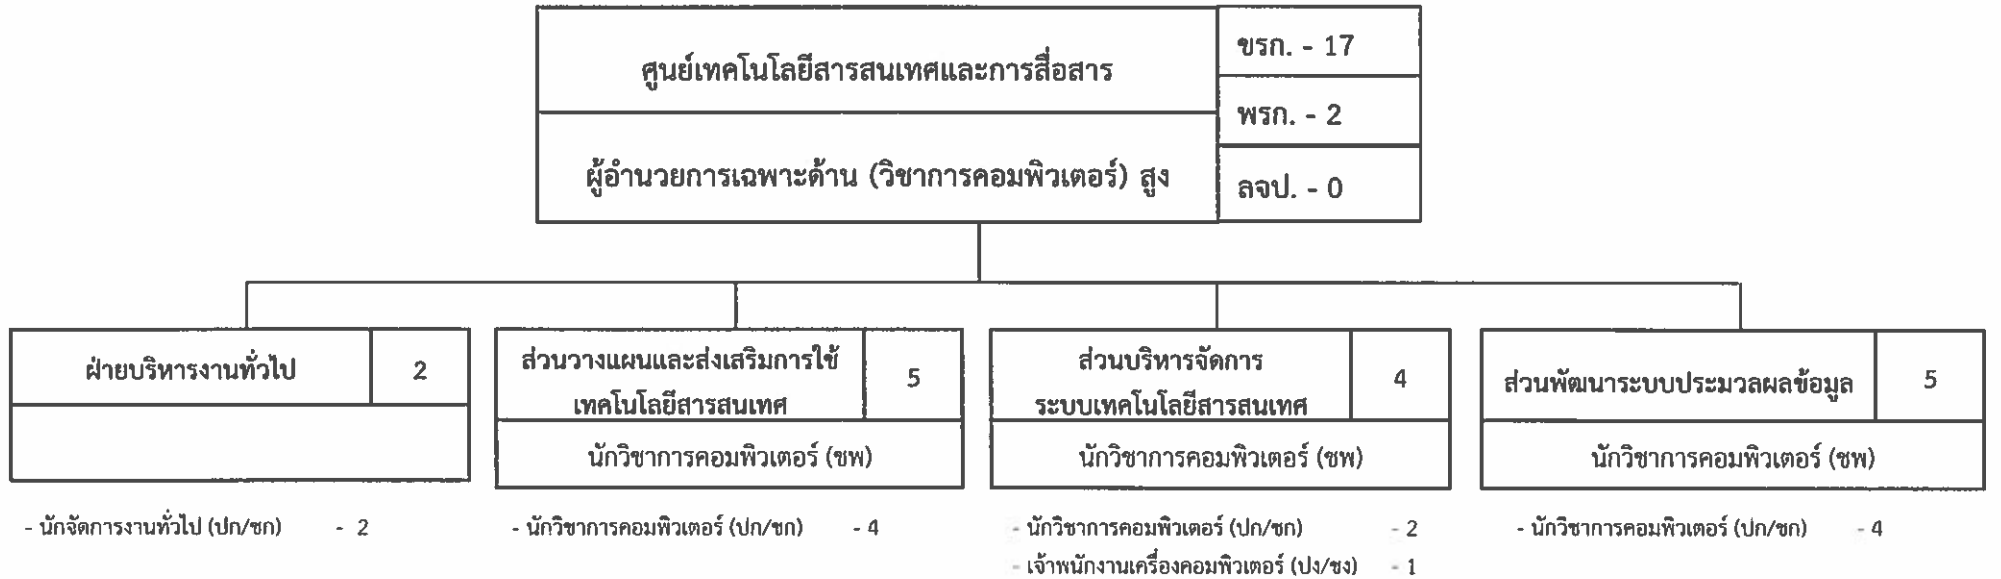 ศูนย์เทคโนโลยีสารสนเทศและการสื่อสาร
ผู้อำนวยการเฉพาะด้าน (วิชาการคอมพิวเตอร์) สูง
ขรก. - 17
พรก. - 2
ลจป. - 0
ฝ่ายบริหารงานทั่วไป 2
- นักจัดการงานทั่วไป (ปก/ชก) - 2
ส่วนวางแผนและส่งเสริมการใช้
เทคโนโลยีสารสนเทศ 5
นักวิชาการคอมพิวเตอร์ (ชพ)
- นักวิชาการคอมพิวเตอร์ (ปก/ชก) - 4
ส่วนบริหารจัดการ
ระบบเทคโนโลยีสารสนเทศ 4
นักวิชาการคอมพิวเตอร์ (ชพ)
- นักวิชาการคอมพิวเตอร์ (ปก/ชก) - 2
- เจ้าพนักงานเครื่องคอมพิวเตอร์ (ปง/ชง) - 1
ส่วนพัฒนาระบบประมวลผลข้อมูล 5
นักวิชาการคอมพิวเตอร์ (ชพ)
- นักวิชาการคอมพิวเตอร์ (ปก/ชก) - 4